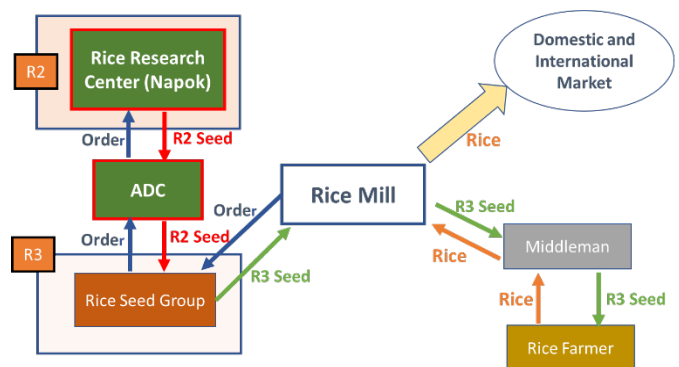 R2
Rice Research
Center (Napok)
Domestic and
International
Market
Order
R2 Seed
Rice
ADC
Rice Mill
Order
R3 Seed
Order
R2 Seed
Rice
Middleman
R3
Rice Seed Group
R3 Seed
Rice
R3 Seed
Rice Farmer